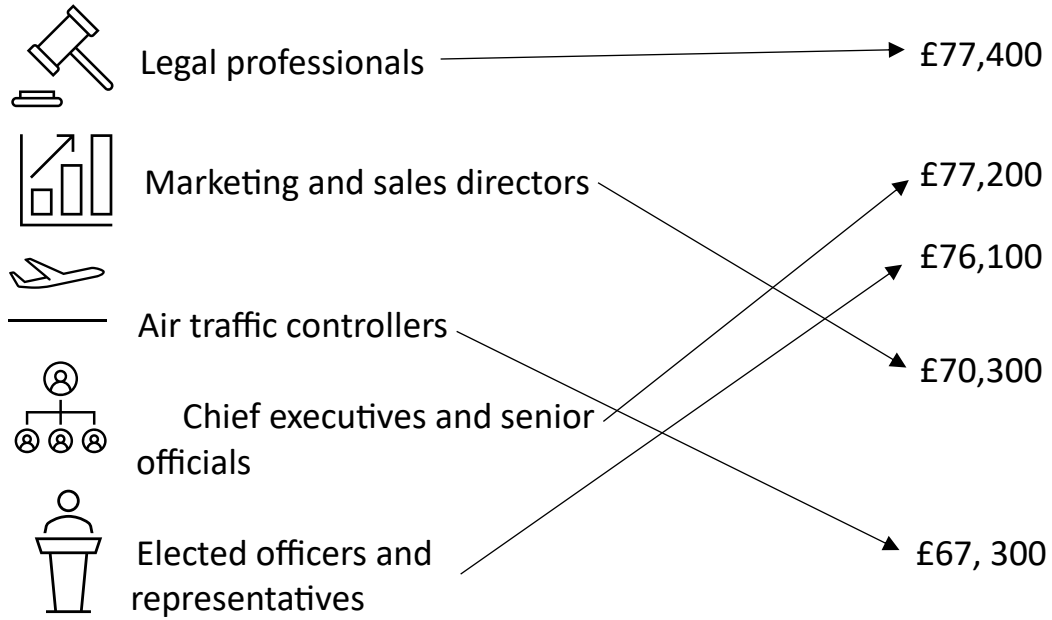 Legal professionals
£77,400
Marketing and sales directors
£77,200
£76,100
Air traffic controllers
£70,300
Chief executives and senior
officials
Elected officers and
representatives
£67, 300